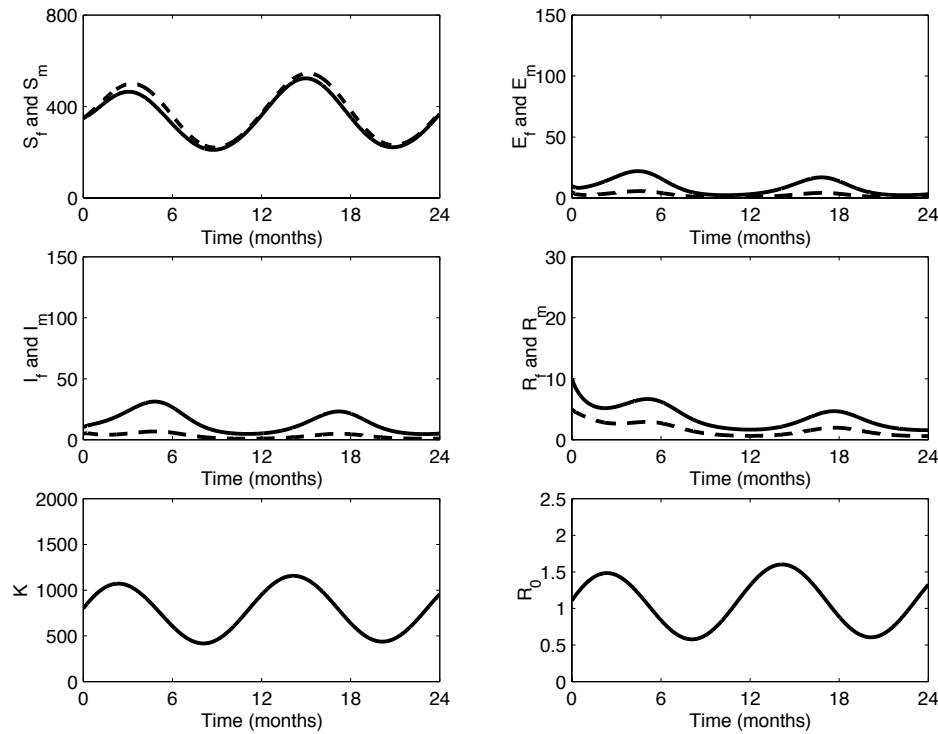 800
400
0
S_f and S_m
0 6 12 18 24
Time (months)
150
100
50
0
E_f and E_m
0 6 12 18 24
Time (months)
150
100
50
0
I_f and I_m
0 6 12 18 24
Time (months)
30
20
10
0
R_f and R_m
0 6 12 18 24
Time (months)
2000
1500
1000
500
0
K
0 6 12 18 24
Time (months)
2.5
2
1.5
1
0.5
0
R_0
0 6 12 18 24
Time (months)